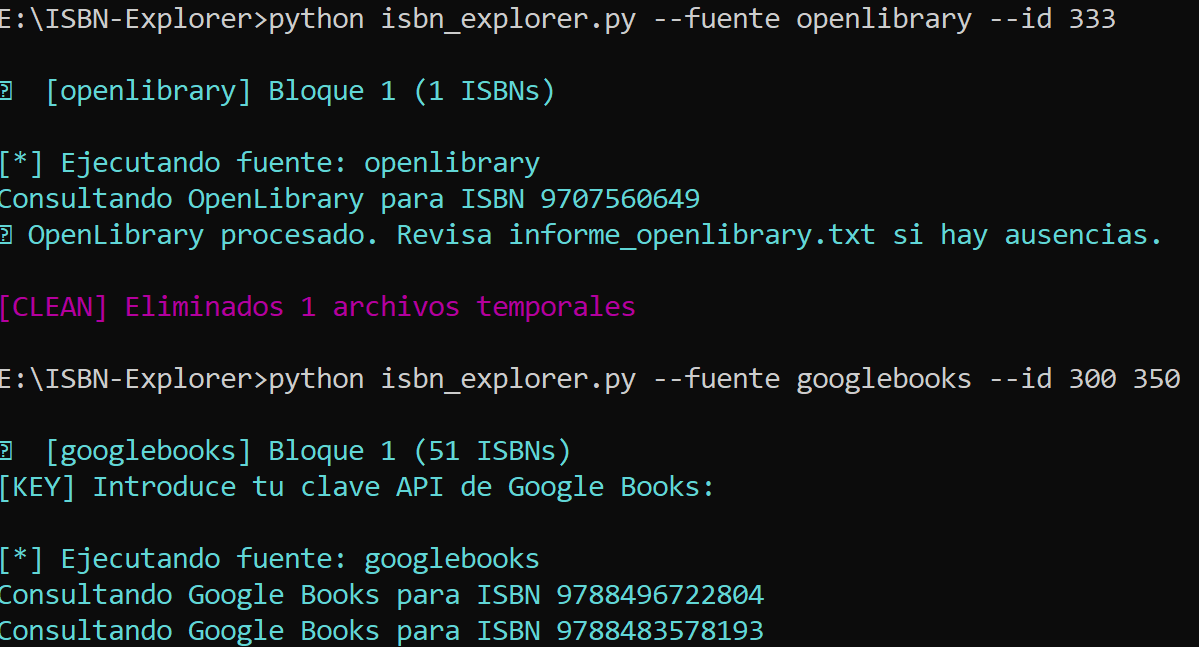 E:\ISBN-Explorer>python isbn_explorer.py --fuente openlibrary --id 333
[openlibrary] Bloque 1 (1 ISBNs)
[*] Ejecutando fuente: openlibrary
Consultando OpenLibrary para ISBN 9707560649
OpenLibrary procesado. Revisa informe_openlibrary.txt si hay ausencias.
[CLEAN] Eliminados 1 archivos temporales
E:\ISBN-Explorer>python isbn_explorer.py --fuente googlebooks --id 300 350
[googlebooks] Bloque 1 (51 ISBNs)
[KEY] Introduce tu clave API de Google Books:
[*] Ejecutando fuente: googlebooks
Consultando Google Books para ISBN 9788496722804
Consultando Google Books para ISBN 9788483578193